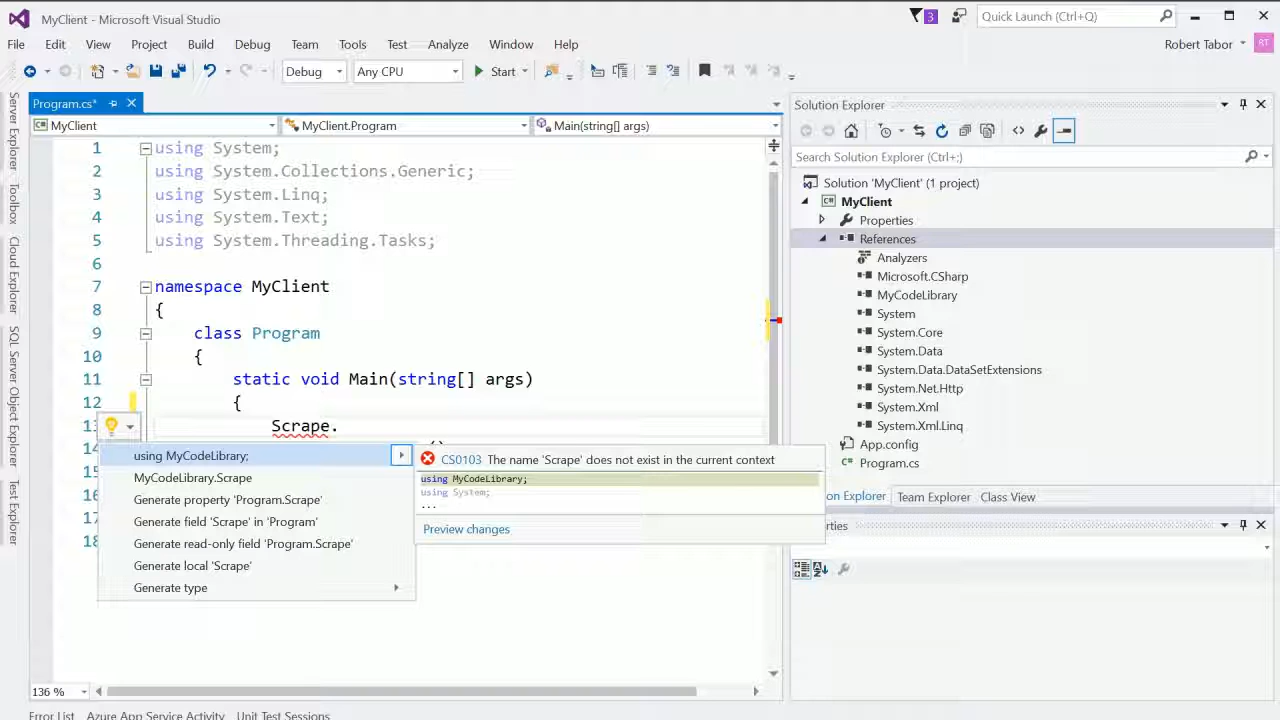 MyClient - Microsoft Visual Studio
3
Quick Launch (Ctrl+Q)
File Edit View Project Build Debug Team Tools Test Analyze Window Help
Robert Tabor
RT
Debug
Any CPU
Start
Server Explorer
Toolbox
Cloud Explorer
SQL Server Object Explorer
Test Explorer
Program.cs*
MyClient
MyClient.Program
Main(string[] args)
1 using System;
2 using System.Collections.Generic;
3 using System.Linq;
4 using System.Text;
5 using System.Threading.Tasks;
6
7 namespace MyClient
8 {
9 class Program
10 {
11 static void Main(string[] args)
12 {
13 Scrape.
14
15
16
17
18
using MyCodeLibrary;
MyCodeLibrary.Scrape
Generate property 'Program.Scrape'
Generate field 'Scrape' in 'Program'
Generate read-only field 'Program.Scrape'
Generate local 'Scrape'
Generate type
CS0103 The name 'Scrape' does not exist in the current context
using MyCodeLibrary;
using System;
...
Preview changes
136 %
Error List Azure App Service Activity Unit Test Sessions
Solution Explorer
Search Solution Explorer (Ctrl+;)
Solution 'MyClient' (1 project)
MyClient
Properties
References
Analyzers
Microsoft.CSharp
MyCodeLibrary
System
System.Core
System.Data
System.Data.DataSetExtensions
System.Net.Http
System.Xml
System.Xml.Linq
App.config
Program.cs
on Explorer Team Explorer Class View
erties